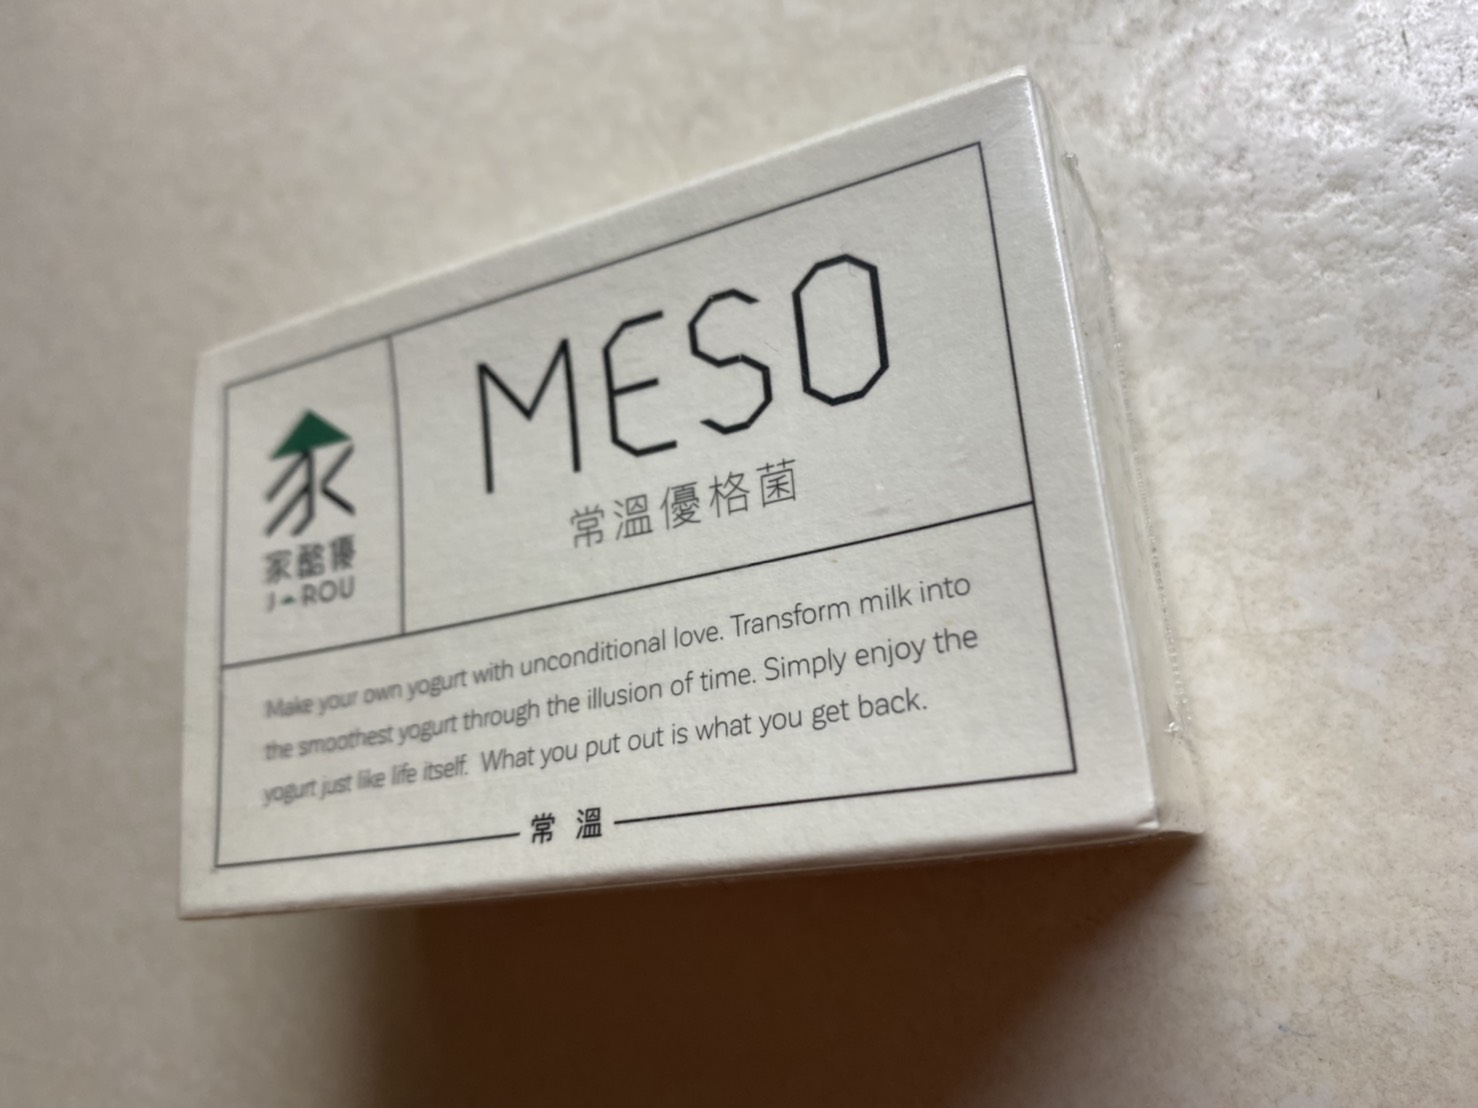 家酪優
J▲ROU
MESO
常溫優格菌
Make your own yogurt with unconditional love. Transform milk into
the smoothest yogurt through the illusion of time. Simply enjoy the
yogurt just like life itself. What you put out is what you get back.
常溫